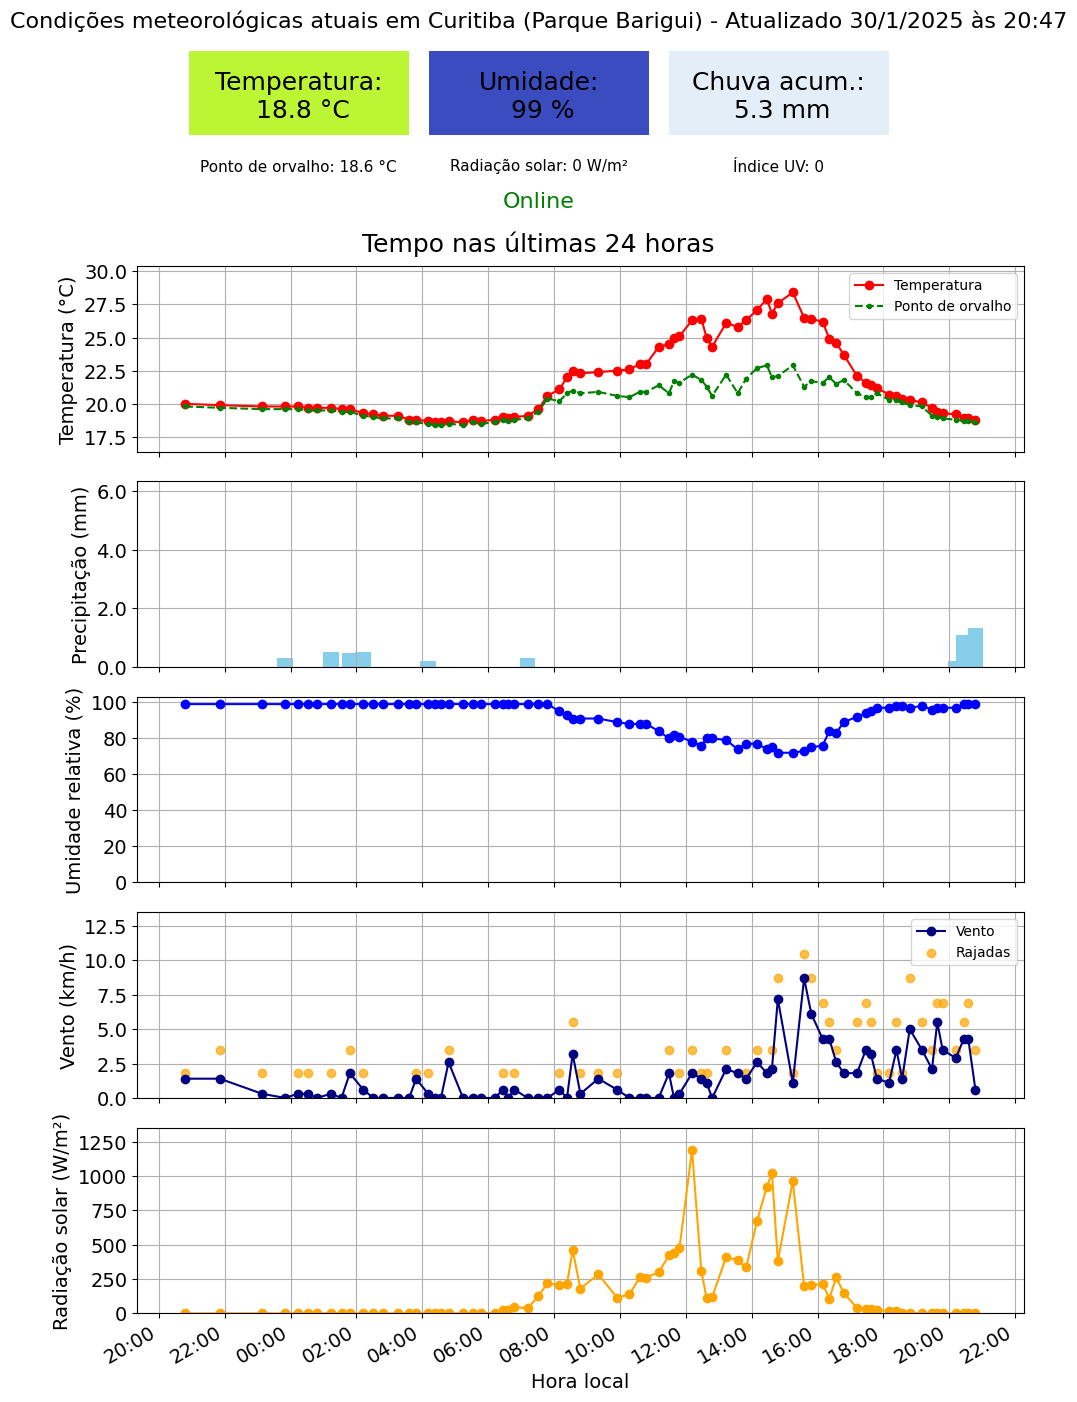 Condições meteorológicas atuais em Curitiba (Parque Barigui) - Atualizado 30/1/2025 às 20:47
Temperatura:
18.8 °C
Umidade:
99 %
Chuva acum.:
5.3 mm
Ponto de orvalho: 18.6 °C
Radiação solar: 0 W/m²
Índice UV: 0
Online
Tempo nas últimas 24 horas
Temperatura (°C)
30.0
27.5
25.0
22.5
20.0
17.5
Temperatura
Ponto de orvalho
Precipitação (mm)
6.0
4.0
2.0
0.0
Umidade relativa (%)
100
80
60
40
20
0
Vento (km/h)
12.5
10.0
7.5
5.0
2.5
0.0
Vento
Rajadas
Radiação solar (W/m²)
1250
1000
750
500
250
0
20:00
22:00
00:00
02:00
04:00
06:00
08:00
10:00
12:00
14:00
16:00
18:00
20:00
22:00
Hora local